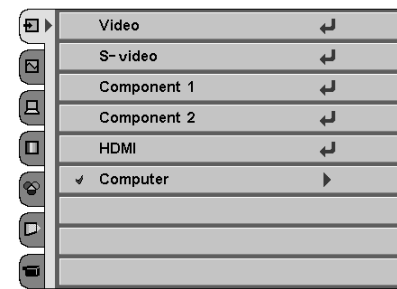 Video
S-video
Component 1
Component 2
HDMI
Computer